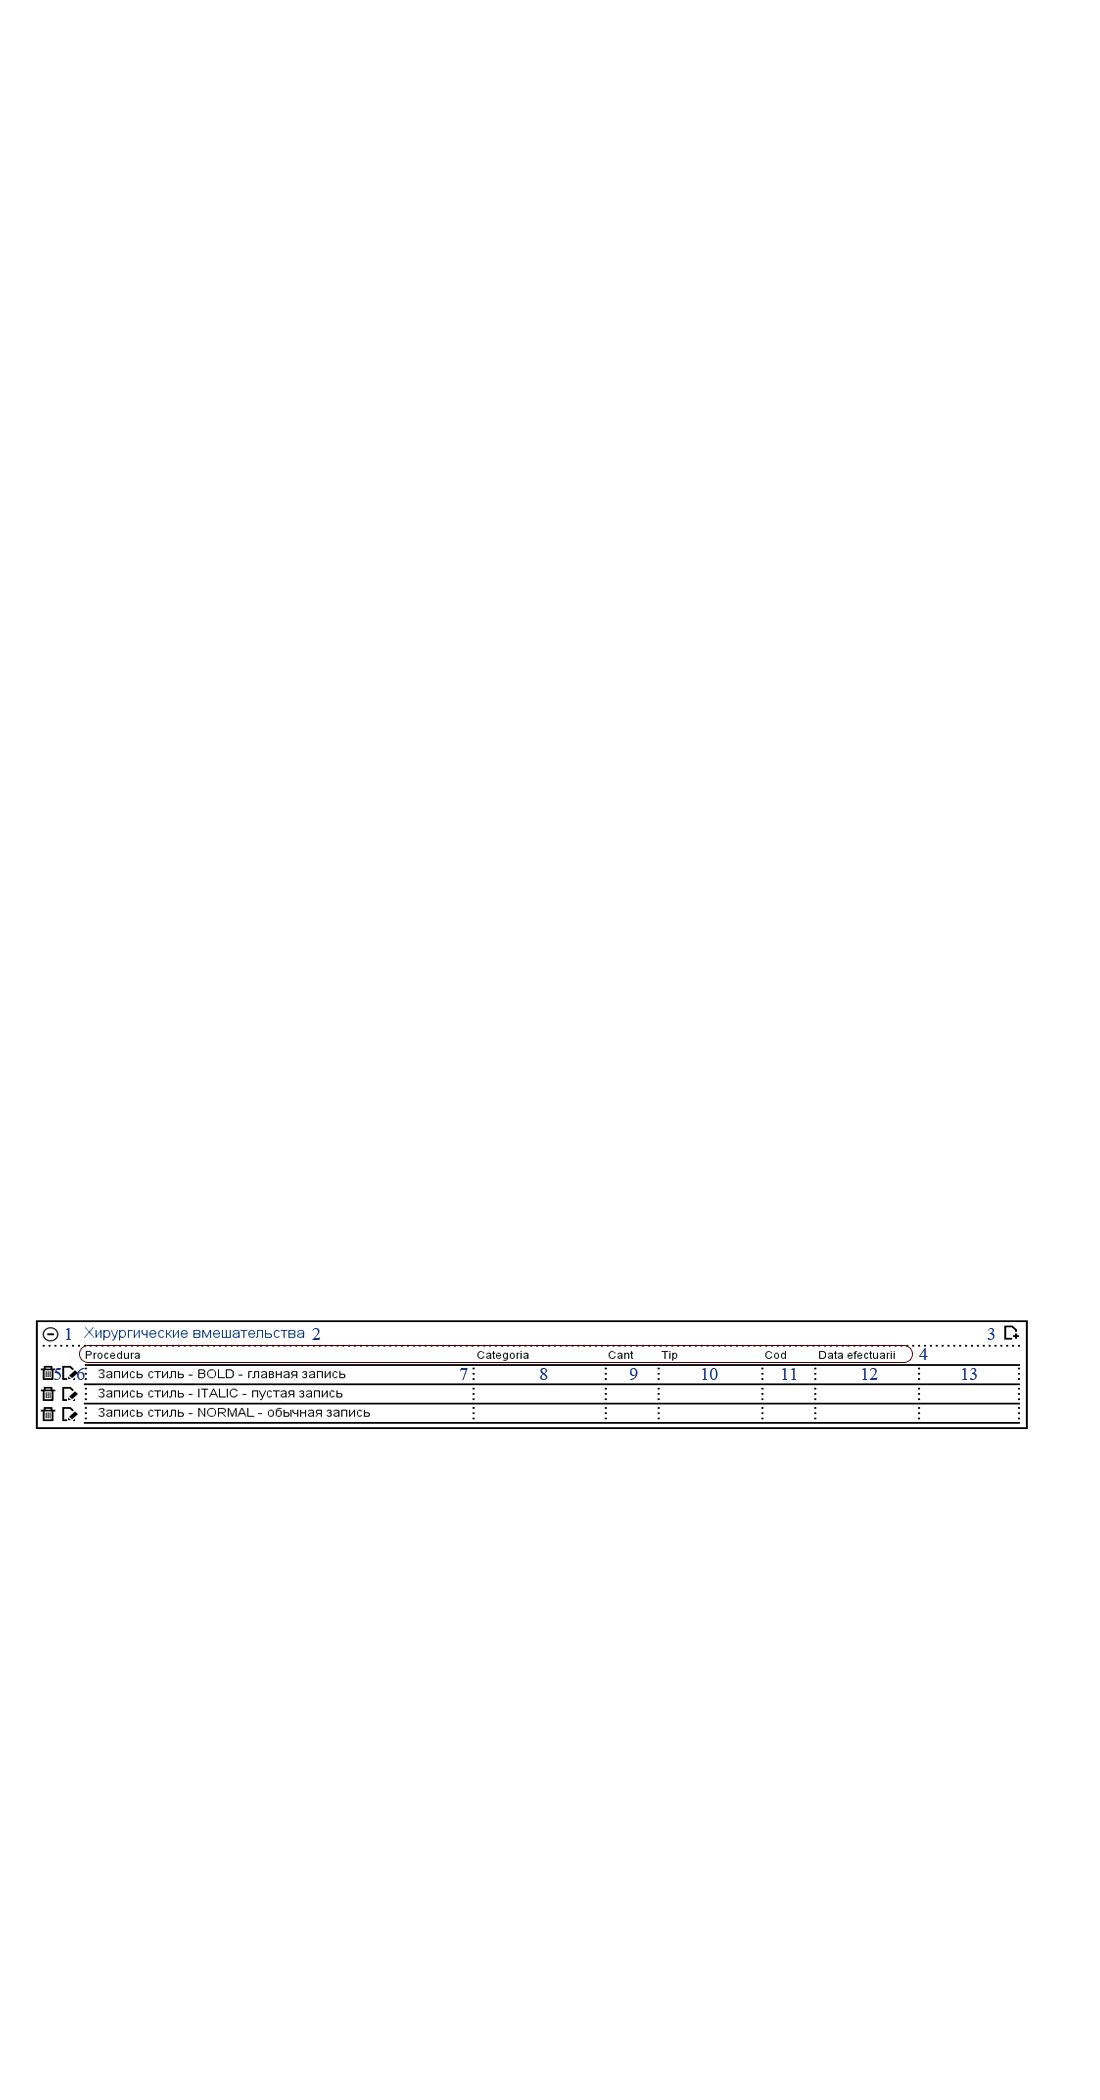 1 Хирургические вмешательства 2 3
Procedura Categoria Cant Tip Cod Data efectuarii 4
5 6 Запись стиль - BOLD - главная запись 7 8 9 10 11 12 13
Запись стиль - ITALIC - пустая запись
Запись стиль - NORMAL - обычная запись